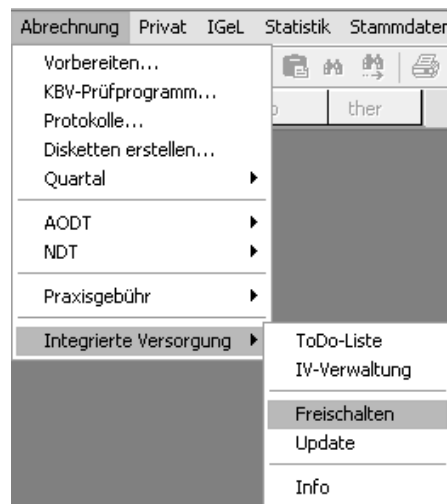 Abrechnung Privat IGeL Statistik Stammdaten
Vorbereiten...
KBV-Prüfprogramm...
Protokolle...
ther
Disketten erstellen...
Quartal
AODT
NDT
Praxisgebühr
Integrierte Versorgung
ToDo-Liste
IV-Verwaltung
Freischalten
Update
Info